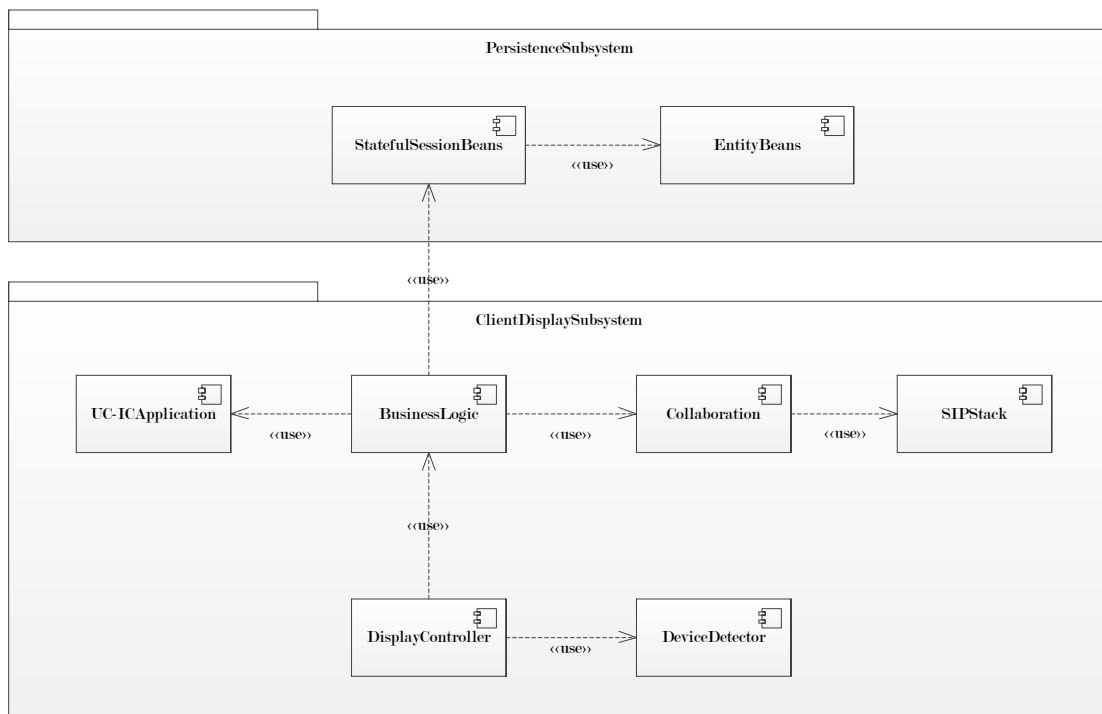 PersistenceSubsystem
StatefulSessionBeans
EntityBeans
‹‹use››
‹‹use››
ClientDisplaySubsystem
UC-ICApplication
BusinessLogic
Collaboration
SIPStack
‹‹use››
‹‹use››
‹‹use››
‹‹use››
DisplayController
DeviceDetector
‹‹use››